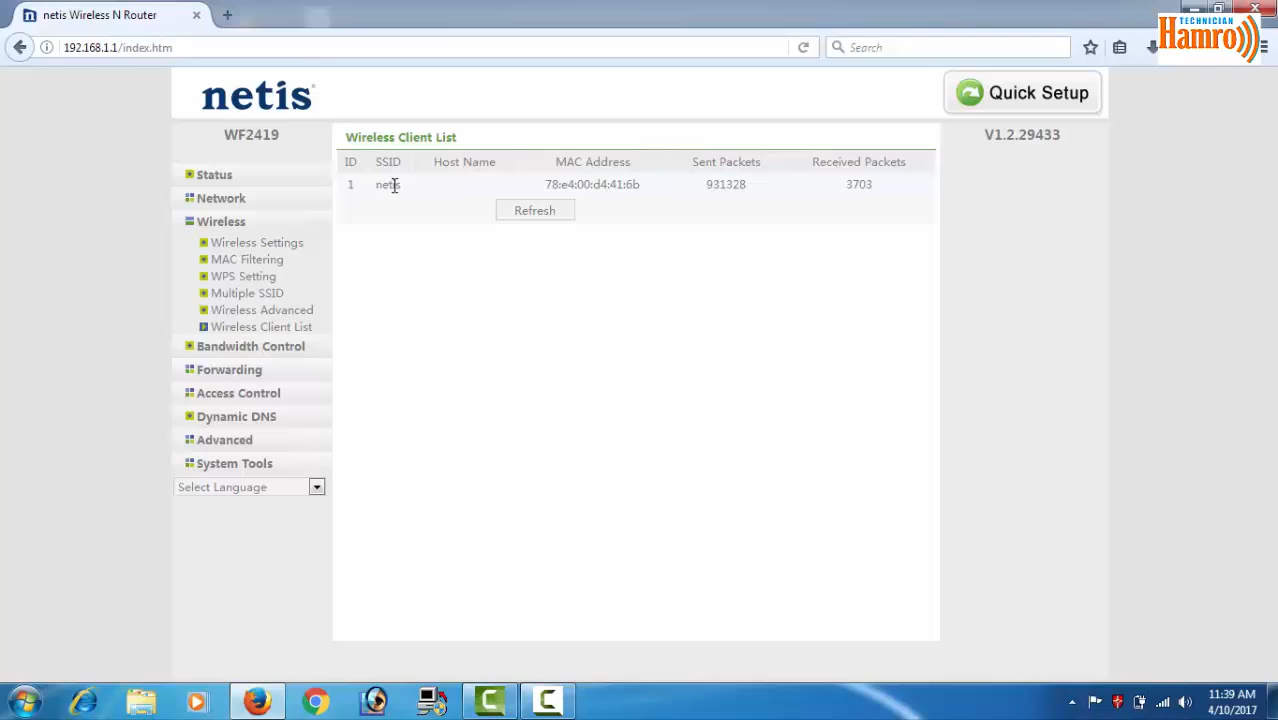 netis Wireless N Router
TECHNICIAN
Hamro
192.168.1.1/index.htm
Search
netis
Quick Setup
WF2419
Wireless Client List
V1.2.29433
ID SSID Host Name MAC Address Sent Packets Received Packets
1 netis 78:e4:00:d4:41:6b 931328 3703
Refresh
Status
Network
Wireless
Wireless Settings
MAC Filtering
WPS Setting
Multiple SSID
Wireless Advanced
Wireless Client List
Bandwidth Control
Forwarding
Access Control
Dynamic DNS
Advanced
System Tools
Select Language
11:39 AM
4/10/2017